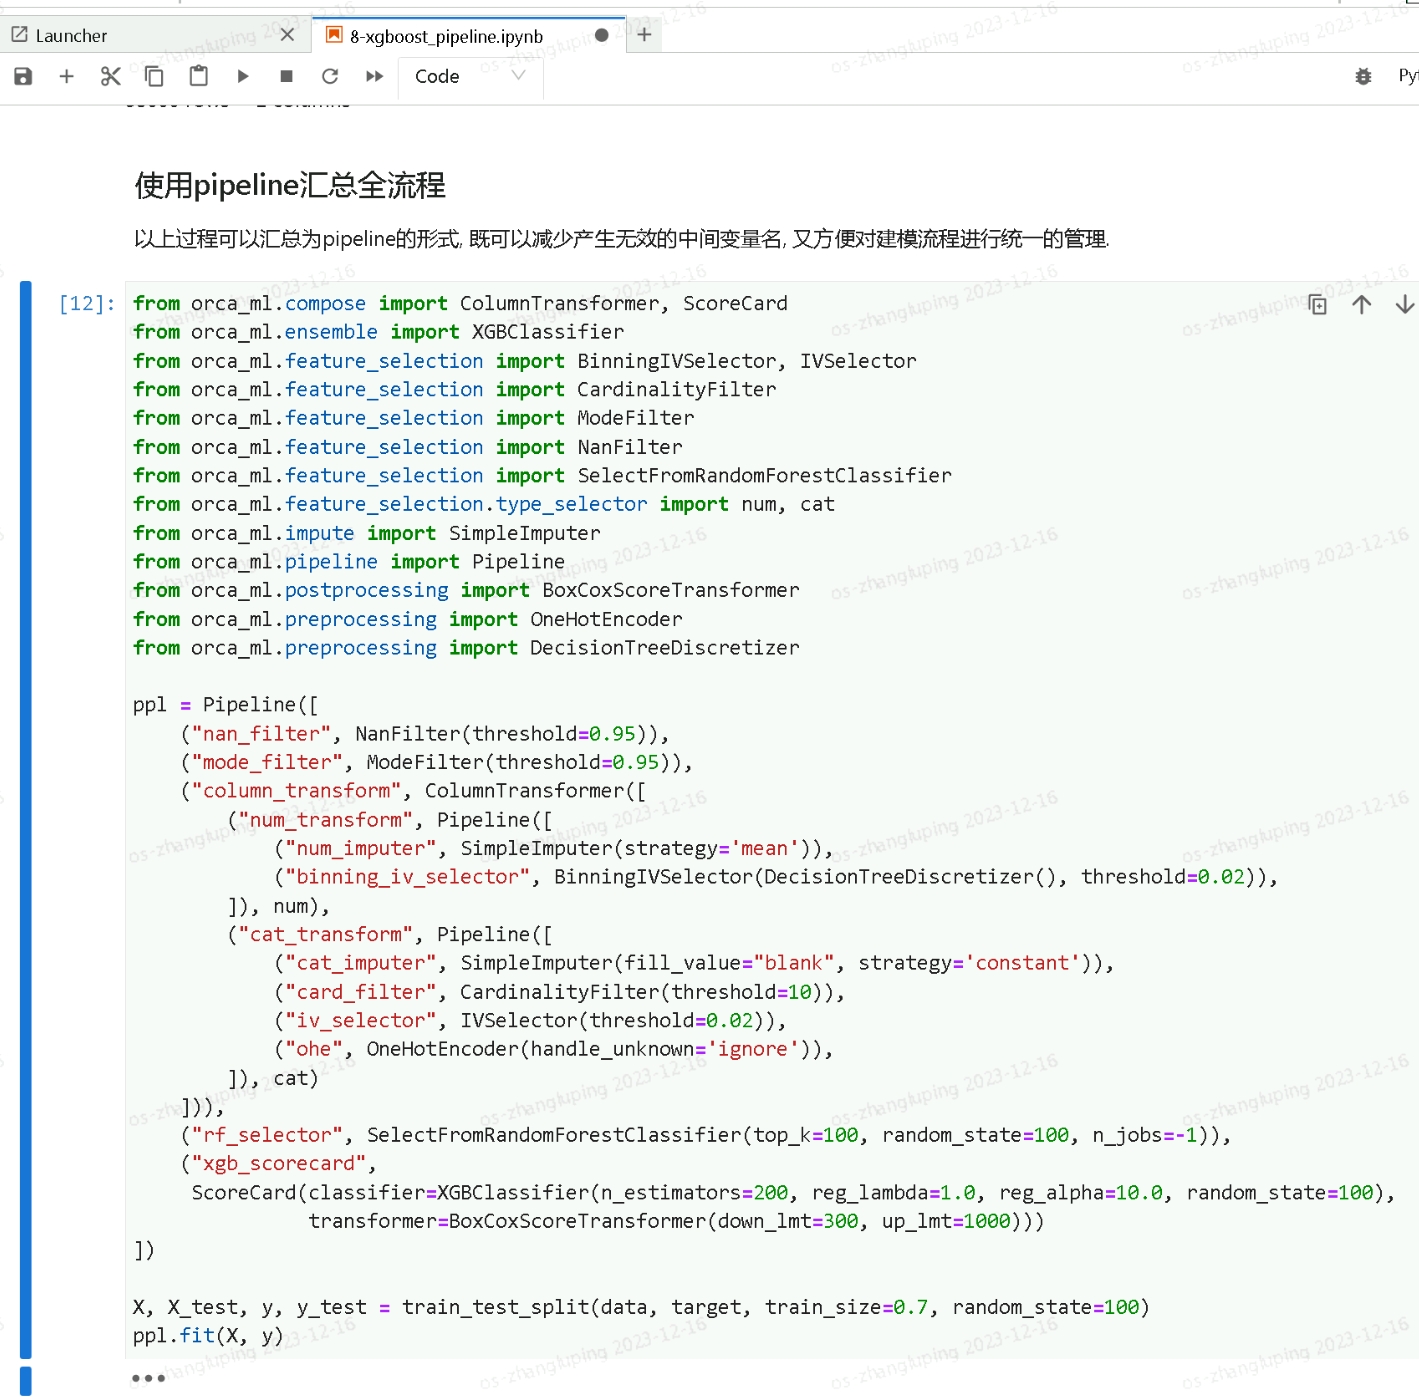 Launcher
8-xgboost_pipeline.ipynb
Code
使用pipeline汇总全流程
以上过程可以汇总为pipeline的形式, 既可以减少产生无效的中间变量名, 又方便对建模流程进行统一的管理.
[12]:
from orca_ml.compose import ColumnTransformer, ScoreCard
from orca_ml.ensemble import XGBClassifier
from orca_ml.feature_selection import BinningIVSelector, IVSelector
from orca_ml.feature_selection import CardinalityFilter
from orca_ml.feature_selection import ModeFilter
from orca_ml.feature_selection import NanFilter
from orca_ml.feature_selection import SelectFromRandomForestClassifier
from orca_ml.feature_selection.type_selector import num, cat
from orca_ml.impute import SimpleImputer
from orca_ml.pipeline import Pipeline
from orca_ml.postprocessing import BoxCoxScoreTransformer
from orca_ml.preprocessing import OneHotEncoder
from orca_ml.preprocessing import DecisionTreeDiscretizer
ppl = Pipeline([
("nan_filter", NanFilter(threshold=0.95)),
("mode_filter", ModeFilter(threshold=0.95)),
("column_transform", ColumnTransformer([
("num_transform", Pipeline([
("num_imputer", SimpleImputer(strategy='mean')),
("binning_iv_selector", BinningIVSelector(DecisionTreeDiscretizer(), threshold=0.02)),
]), num),
("cat_transform", Pipeline([
("cat_imputer", SimpleImputer(fill_value="blank", strategy='constant')),
("card_filter", CardinalityFilter(threshold=10)),
("iv_selector", IVSelector(threshold=0.02)),
("ohe", OneHotEncoder(handle_unknown='ignore')),
]), cat)
])),
("rf_selector", SelectFromRandomForestClassifier(top_k=100, random_state=100, n_jobs=-1)),
("xgb_scorecard",
ScoreCard(classifier=XGBClassifier(n_estimators=200, reg_lambda=1.0, reg_alpha=10.0, random_state=100),
transformer=BoxCoxScoreTransformer(down_lmt=300, up_lmt=1000)))
])
X, X_test, y, y_test = train_test_split(data, target, train_size=0.7, random_state=100)
ppl.fit(X, y)